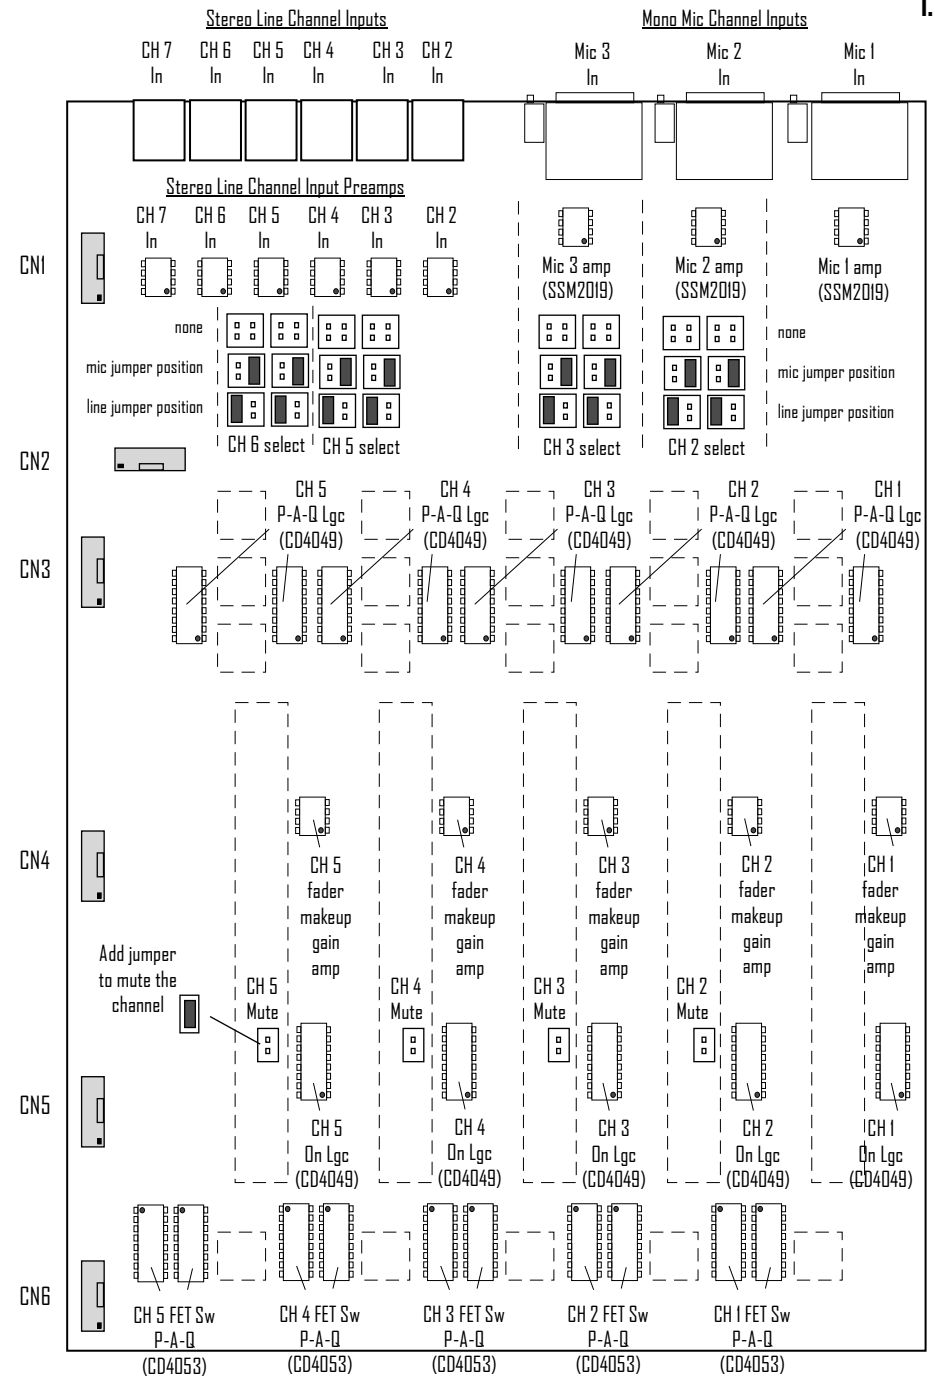 I.
Stereo Line Channel Inputs
Mono Mic Channel Inputs
CH 7 In
CH 6 In
CH 5 In
CH 4 In
CH 3 In
CH 2 In
Mic 3 In
Mic 2 In
Mic 1 In
Stereo Line Channel Input Preamps
CH 7 In
CH 6 In
CH 5 In
CH 4 In
CH 3 In
CH 2 In
CN1
Mic 3 amp
(SSM2019)
Mic 2 amp
(SSM2019)
Mic 1 amp
(SSM2019)
none
none
mic jumper position
mic jumper position
line jumper position
line jumper position
CH 6 select
CH 5 select
CH 3 select
CH 2 select
CN2
CH 5
P-A-Q Lgc
(CD4049)
CH 4
P-A-Q Lgc
(CD4049)
CH 3
P-A-Q Lgc
(CD4049)
CH 2
P-A-Q Lgc
(CD4049)
CH 1
P-A-Q Lgc
(CD4049)
CN3
CN4
CH 5
fader
makeup
gain
amp
CH 4
fader
makeup
gain
amp
CH 3
fader
makeup
gain
amp
CH 2
fader
makeup
gain
amp
CH 1
fader
makeup
gain
amp
Add jumper
to mute the
channel
CH 5
Mute
CH 4
Mute
CH 3
Mute
CH 2
Mute
CN5
CH 5
On Lgc
(CD4049)
CH 4
On Lgc
(CD4049)
CH 3
On Lgc
(CD4049)
CH 2
On Lgc
(CD4049)
CH 1
On Lgc
(CD4049)
CN6
CH 5 FET Sw
P-A-Q
(CD4053)
CH 4 FET Sw
P-A-Q
(CD4053)
CH 3 FET Sw
P-A-Q
(CD4053)
CH 2 FET Sw
P-A-Q
(CD4053)
CH 1 FET Sw
P-A-Q
(CD4053)